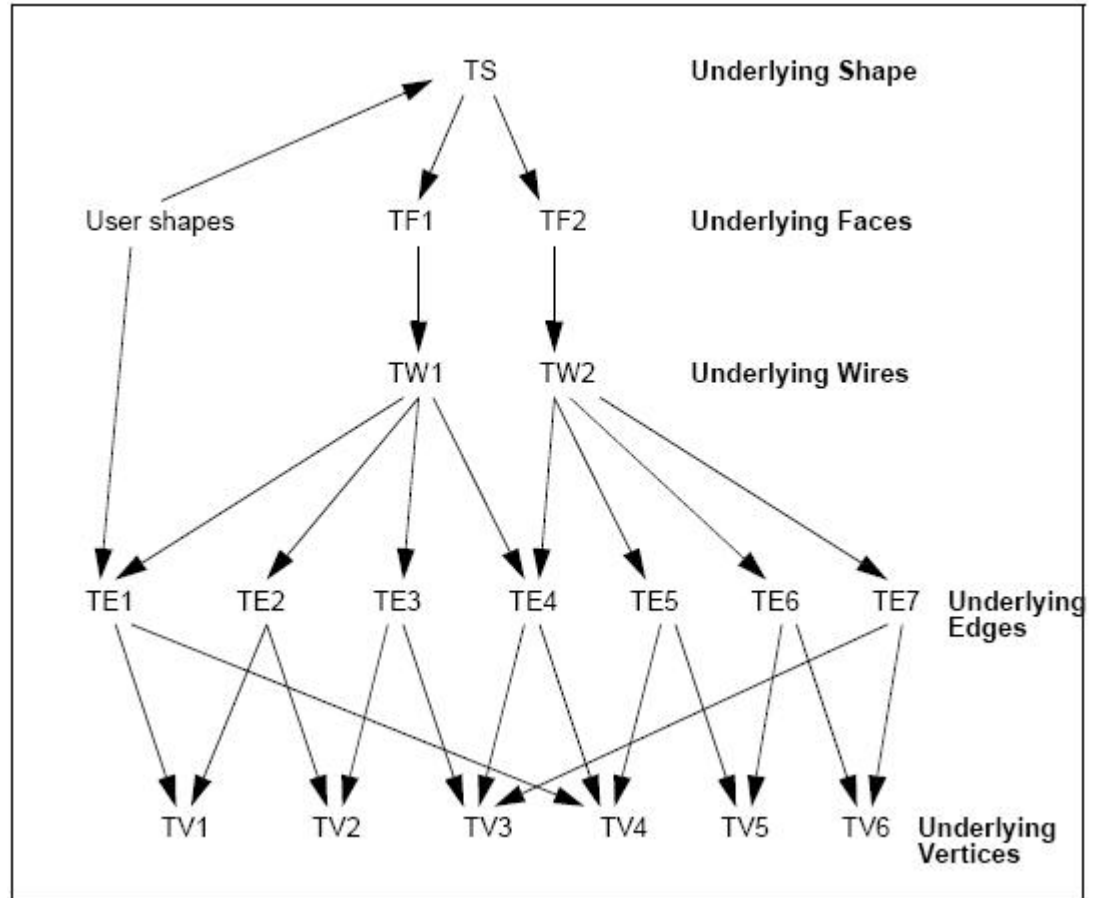 TS Underlying Shape
User shapes TF1 TF2 Underlying Faces
TW1 TW2 Underlying Wires
TE1 TE2 TE3 TE4 TE5 TE6 TE7 Underlying
Edges
TV1 TV2 TV3 TV4 TV5 TV6 Underlying
Vertices